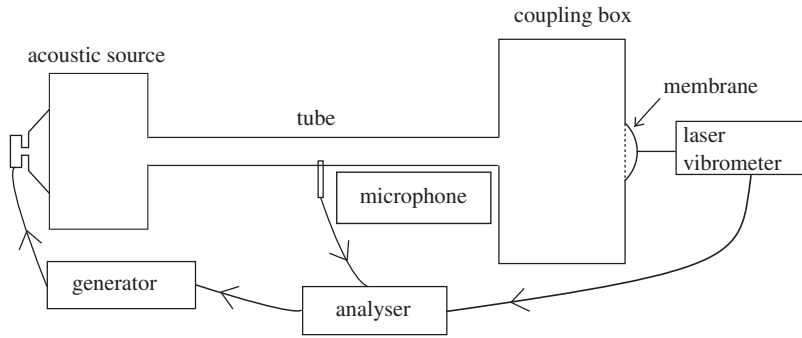 coupling box
acoustic source
membrane
tube
laser
vibrometer
microphone
generator
analyser